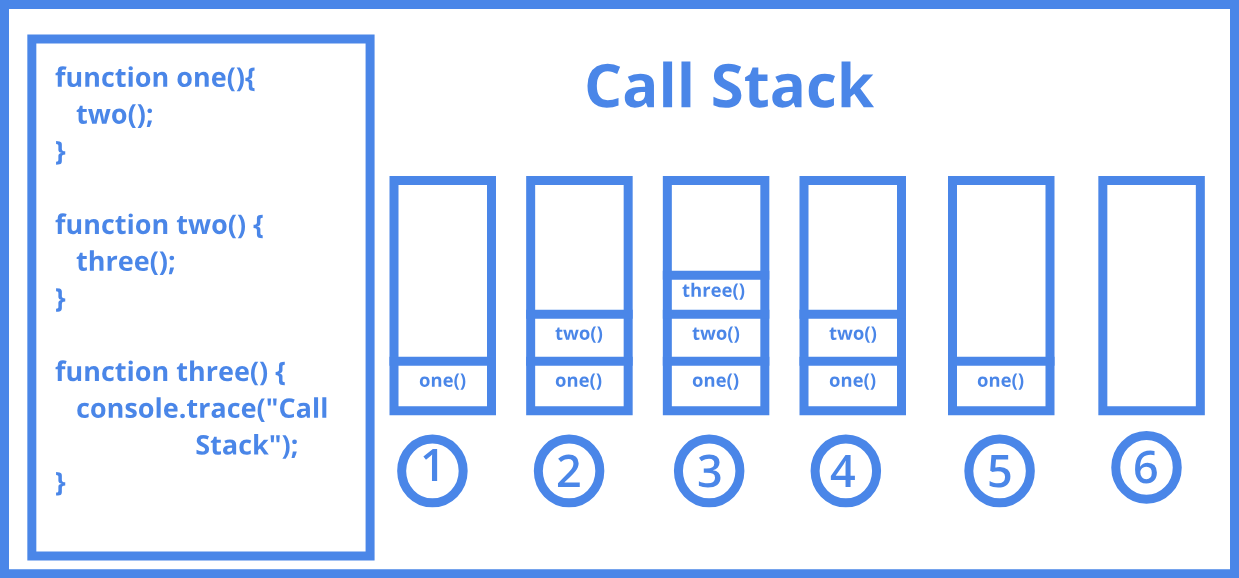 function one(){
two();
}
function two() {
three();
}
function three() {
console.trace("Call
Stack");
}
Call Stack
one()
two()
one()
three()
two()
one()
two()
one()
one()
1
2
3
4
5
6